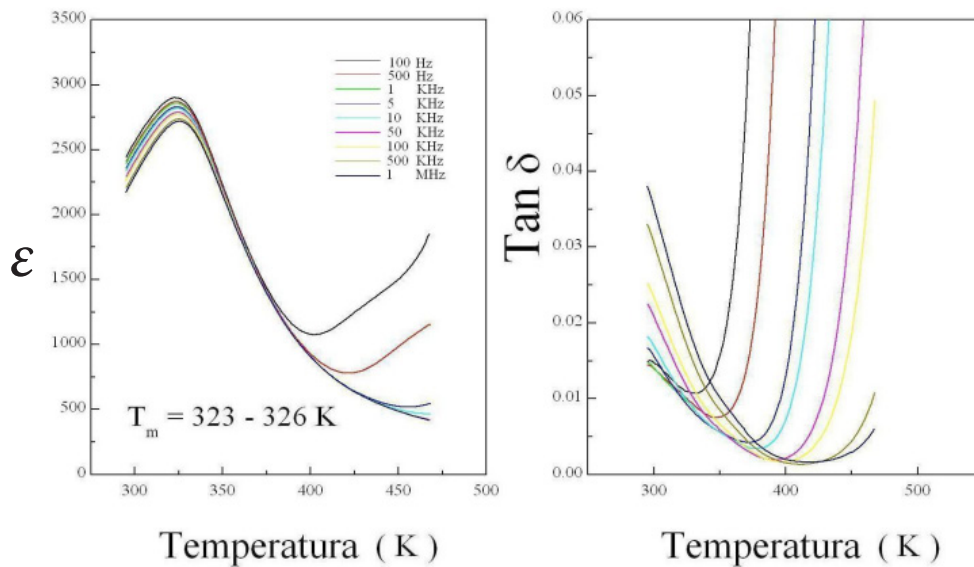 3500
3000
2500
2000
1500
1000
500
0
ε
100 Hz
500 Hz
1 KHz
5 KHz
10 KHz
50 KHz
100 KHz
500 KHz
1 MHz
T_m = 323 - 326 K
300 350 400 450 500
Temperatura ( K )
0.06
0.05
0.04
0.03
0.02
0.01
0.00
Tan δ
300 400 500
Temperatura ( K )